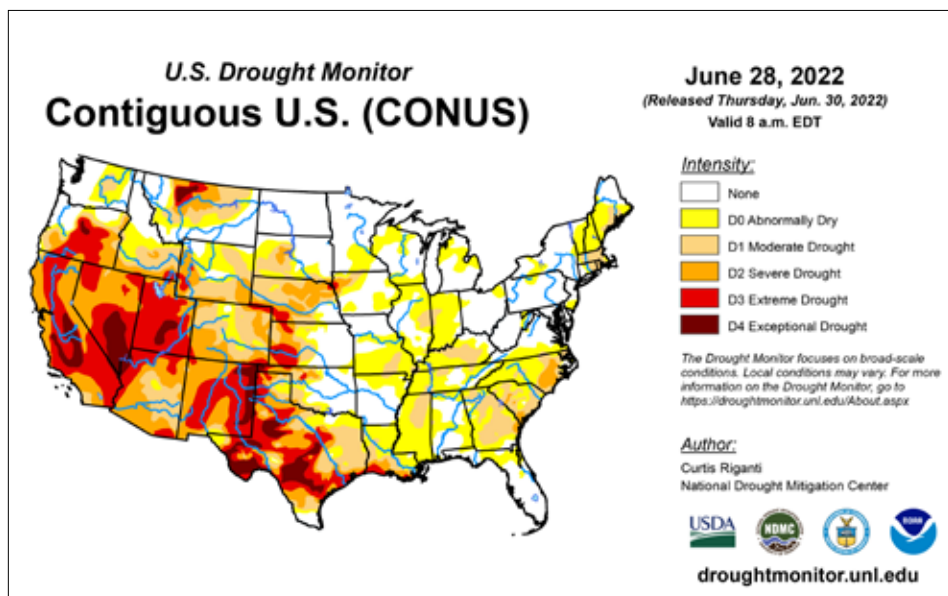 U.S. Drought Monitor
Contiguous U.S. (CONUS)
June 28, 2022
(Released Thursday, Jun. 30, 2022)
Valid 8 a.m. EDT
Intensity:
None
D0 Abnormally Dry
D1 Moderate Drought
D2 Severe Drought
D3 Extreme Drought
D4 Exceptional Drought
The Drought Monitor focuses on broad-scale
conditions. Local conditions may vary. For more
information on the Drought Monitor, go to
https://droughtmonitor.unl.edu/About.aspx
Author:
Curtis Riganti
National Drought Mitigation Center
USDA
NDMC
NOAA
droughtmonitor.unl.edu